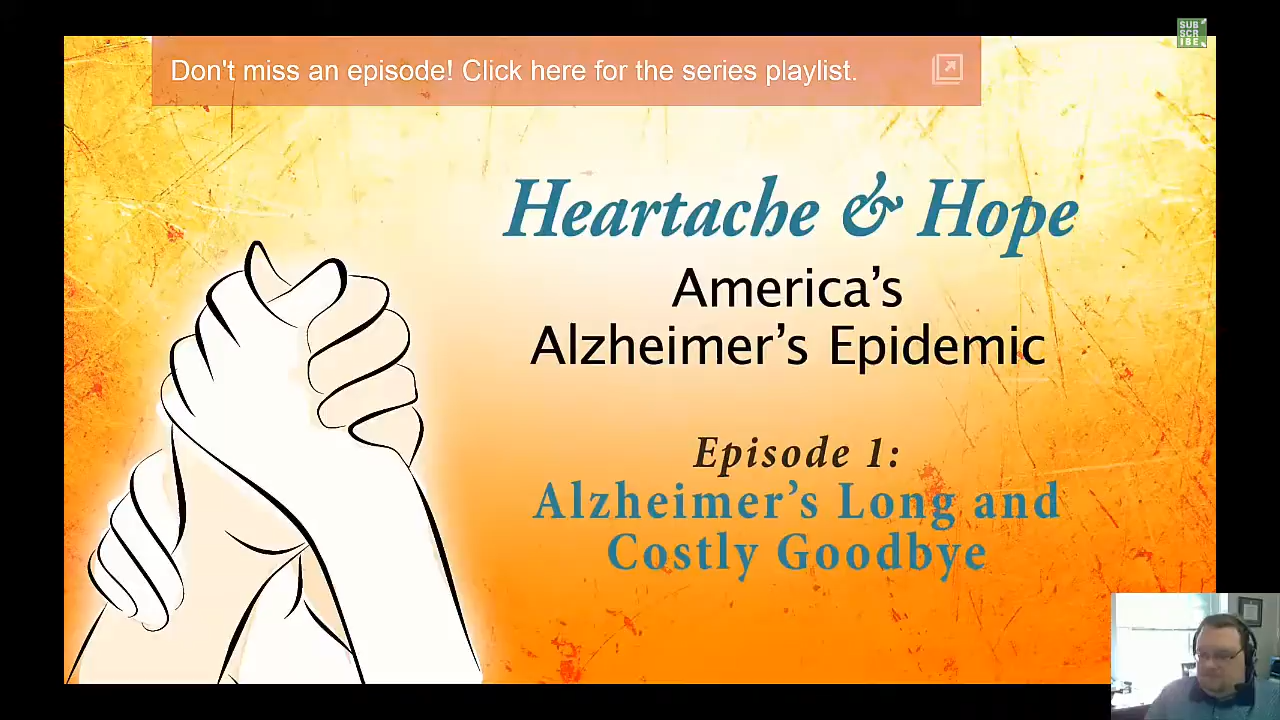 SUB
SCR
IBE
Don't miss an episode! Click here for the series playlist.
Heartache & Hope
America's
Alzheimer's Epidemic
Episode 1:
Alzheimer's Long and
Costly Goodbye